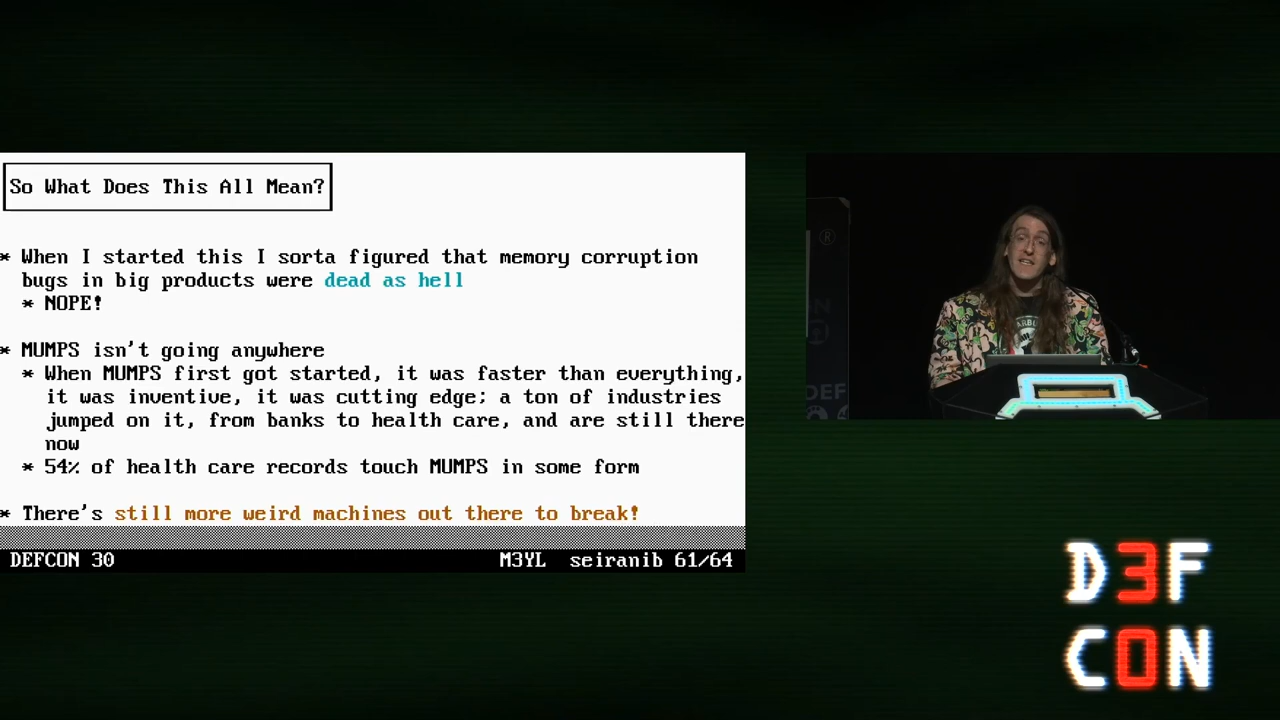 So What Does This All Mean?
* When I started this I sorta figured that memory corruption
bugs in big products were dead as hell
* NOPE!
* MUMPS isn't going anywhere
* When MUMPS first got started, it was faster than everything,
it was inventive, it was cutting edge; a ton of industries
jumped on it, from banks to health care, and are still there
now
* 54% of health care records touch MUMPS in some form
* There's still more weird machines out there to break!
DEFCON 30 M3YL seiranib 61/64
®
DEF
D3F
C0N